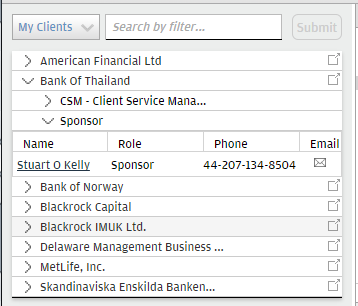 My Clients Search by filter... Submit
American Financial Ltd
Bank Of Thailand
CSM - Client Service Mana...
Sponsor
Name Role Phone Email
Stuart O Kelly Sponsor 44-207-134-8504
Bank of Norway
Blackrock Capital
Blackrock IMUK Ltd.
Delaware Management Business ...
MetLife, Inc.
Skandinaviska Enskilda Banken...